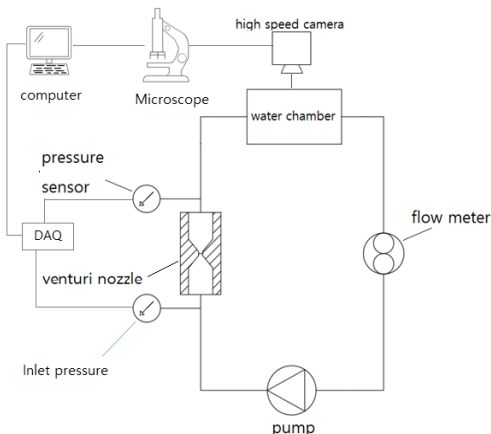 high speed camera
computer
Microscope
water chamber
pressure
sensor
flow meter
DAQ
venturi nozzle
Inlet pressure
pump